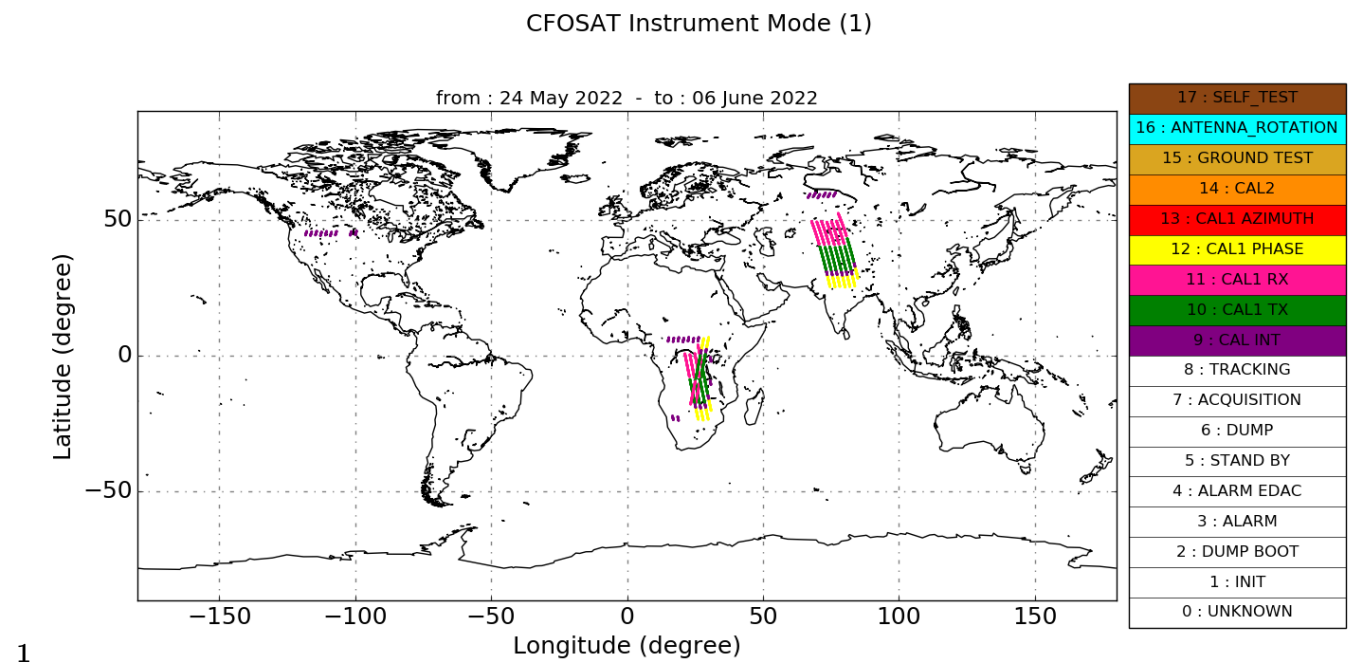 CFOSAT Instrument Mode (1)
from : 24 May 2022  -  to : 06 June 2022
17 : SELF_TEST
16 : ANTENNA_ROTATION
15 : GROUND TEST
14 : CAL2
13 : CAL1 AZIMUTH
12 : CAL1 PHASE
11 : CAL1 RX
10 : CAL1 TX
9 : CAL INT
8 : TRACKING
7 : ACQUISITION
6 : DUMP
5 : STAND BY
4 : ALARM EDAC
3 : ALARM
2 : DUMP BOOT
1 : INIT
0 : UNKNOWN
Latitude (degree)
50
0
−50
−150
−100
−50
0
50
100
150
Longitude (degree)
1